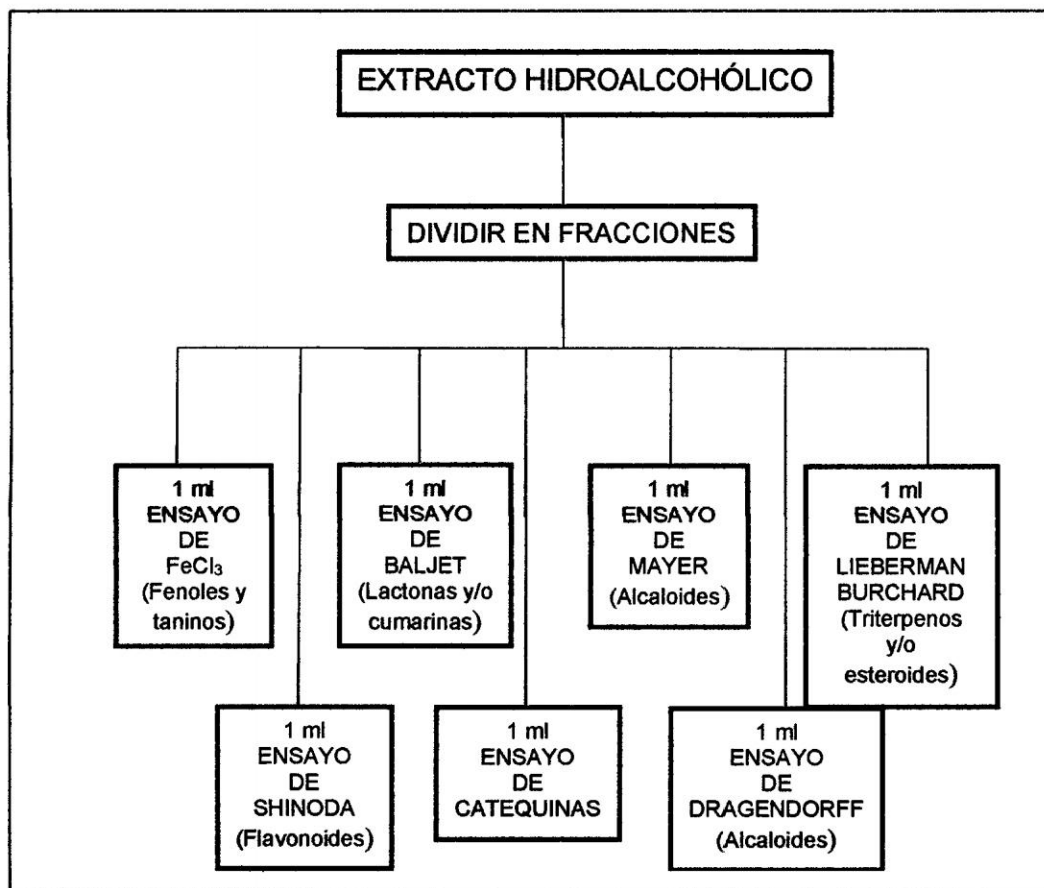 EXTRACTO HIDROALCOHÓLICO
DIVIDIR EN FRACCIONES
1 ml
ENSAYO
DE
FeCl₃
(Fenoles y
taninos)
1 ml
ENSAYO
DE
BALJET
(Lactonas y/o
cumarinas)
1 ml
ENSAYO
DE
MAYER
(Alcaloides)
1 ml
ENSAYO
DE
LIEBERMAN
BURCHARD
(Triterpenos
y/o
esteroides)
1 ml
ENSAYO
DE
SHINODA
(Flavonoides)
1 ml
ENSAYO
DE
CATEQUINAS
1 ml
ENSAYO
DE
DRAGENDORFF
(Alcaloides)